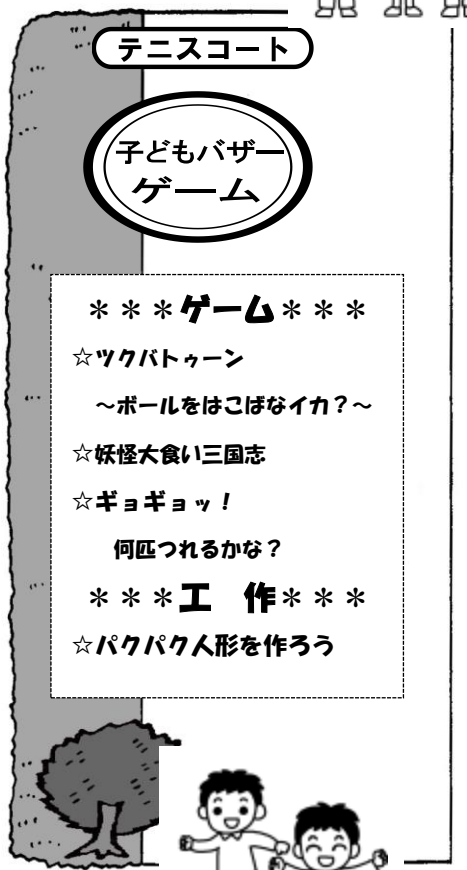 テニスコート
子どもバザー
ゲーム
＊＊＊ゲーム＊＊＊
☆ツクバトゥーン
～ボールをはこばなイカ？～
☆妖怪大食い三国志
☆ギョギョッ！
何匹つれるかな？
＊＊＊工　作＊＊＊
☆パクパク人形を作ろう